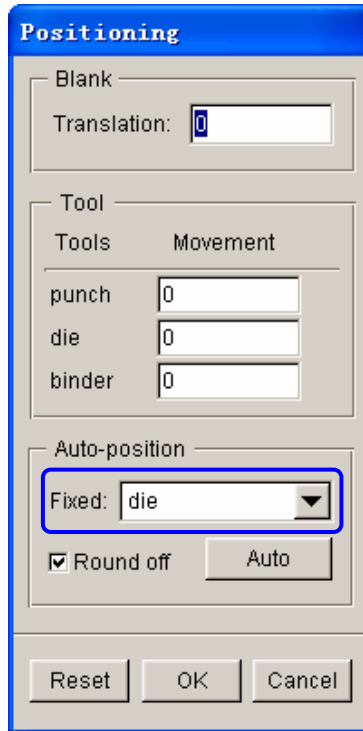 Positioning
Blank
Translation: 0
Tool
Tools Movement
punch 0
die 0
binder 0
Auto-position
Fixed: die
Round off Auto
Reset OK Cancel